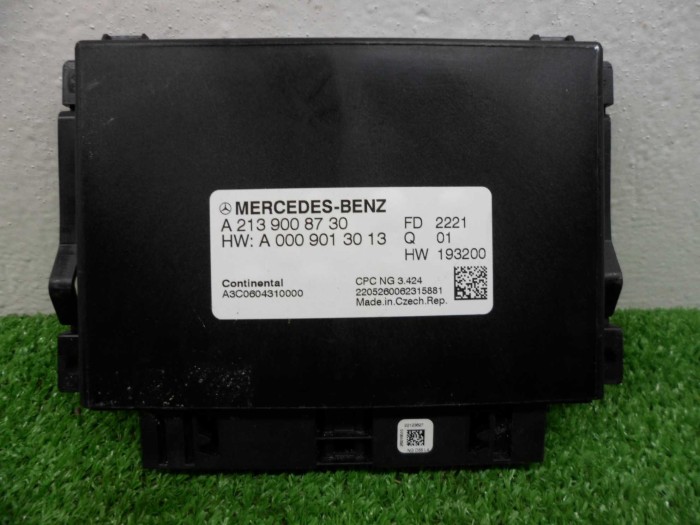 MERCEDES-BENZ
A 213 900 87 30 FD 2221
HW: A 000 901 30 13 Q 01
HW 193200
Continental CPC NG 3.424
A3C0604310000 2205260062315881
Made.in.Czech.Rep.